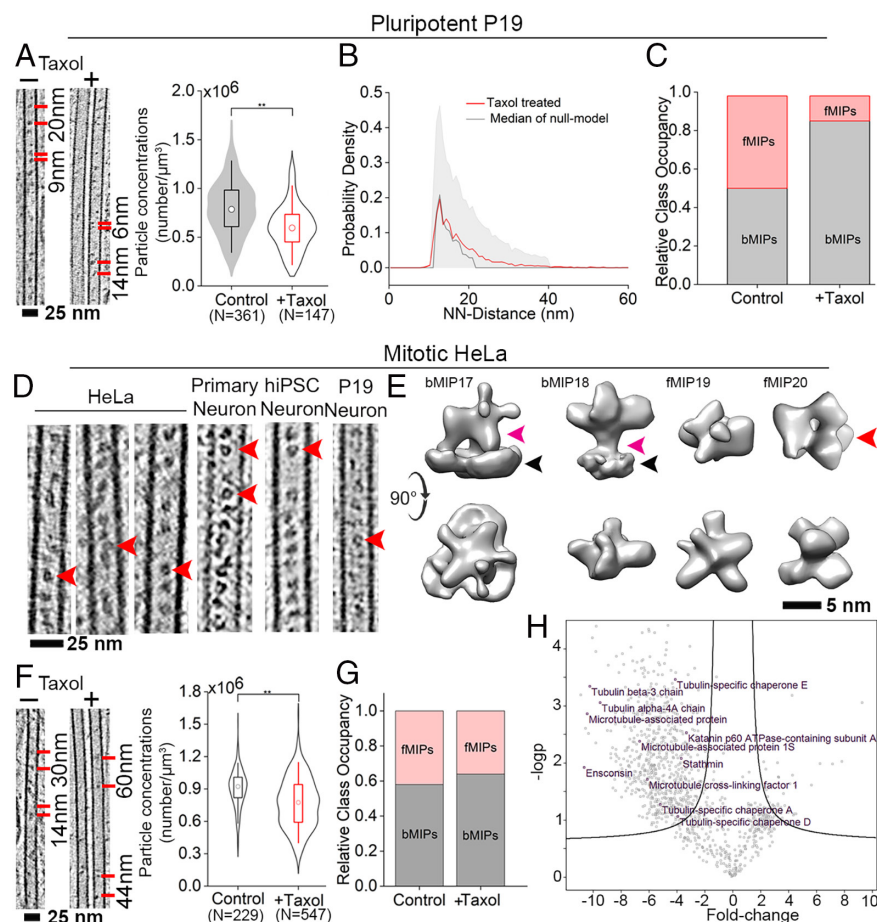 Pluripotent P19
A
Taxol
− +
20nm
9nm
6nm
14nm
25 nm
x10⁶
2.0
1.5
1.0
0.5
0.0
Particle concentrations
(number/µm³)
**
Control
(N=361)
+Taxol
(N=147)
B
0.5
0.4
0.3
0.2
0.1
0.0
Probability Density
Taxol treated
Median of null-model
0 20 40 60
NN-Distance (nm)
C
1.0
0.8
0.6
0.4
0.2
0
Relative Class Occupancy
fMIPs
fMIPs
bMIPs
bMIPs
Control
+Taxol
Mitotic HeLa
D
HeLa
Primary
Neuron
hiPSC
Neuron
P19
Neuron
25 nm
E
bMIP17
bMIP18
fMIP19
fMIP20
90°
5 nm
F
Taxol
− +
14nm 30nm
60nm
44nm
25 nm
x10⁶
1.8
1.5
1.2
0.9
0.6
0.3
0.0
Particle concentrations
(number/µm³)
**
Control
(N=229)
+Taxol
(N=547)
G
1.0
0.8
0.6
0.4
0.2
0.0
Relative Class Occupancy
fMIPs
fMIPs
bMIPs
bMIPs
Control
+Taxol
H
4
3
2
1
0
-logp
Tubulin-specific chaperone E
Tubulin beta-3 chain
Tubulin alpha-4A chain
Microtubule-associated protein
Katanin p60 ATPase-containing subunit A
Microtubule-associated protein 1S
Stathmin
Ensconsin
Microtubule cross-linking factor 1
Tubulin-specific chaperone A
Tubulin-specific chaperone D
-10 -8 -6 -4 -2 0 2 4 6 8 10
Fold-change